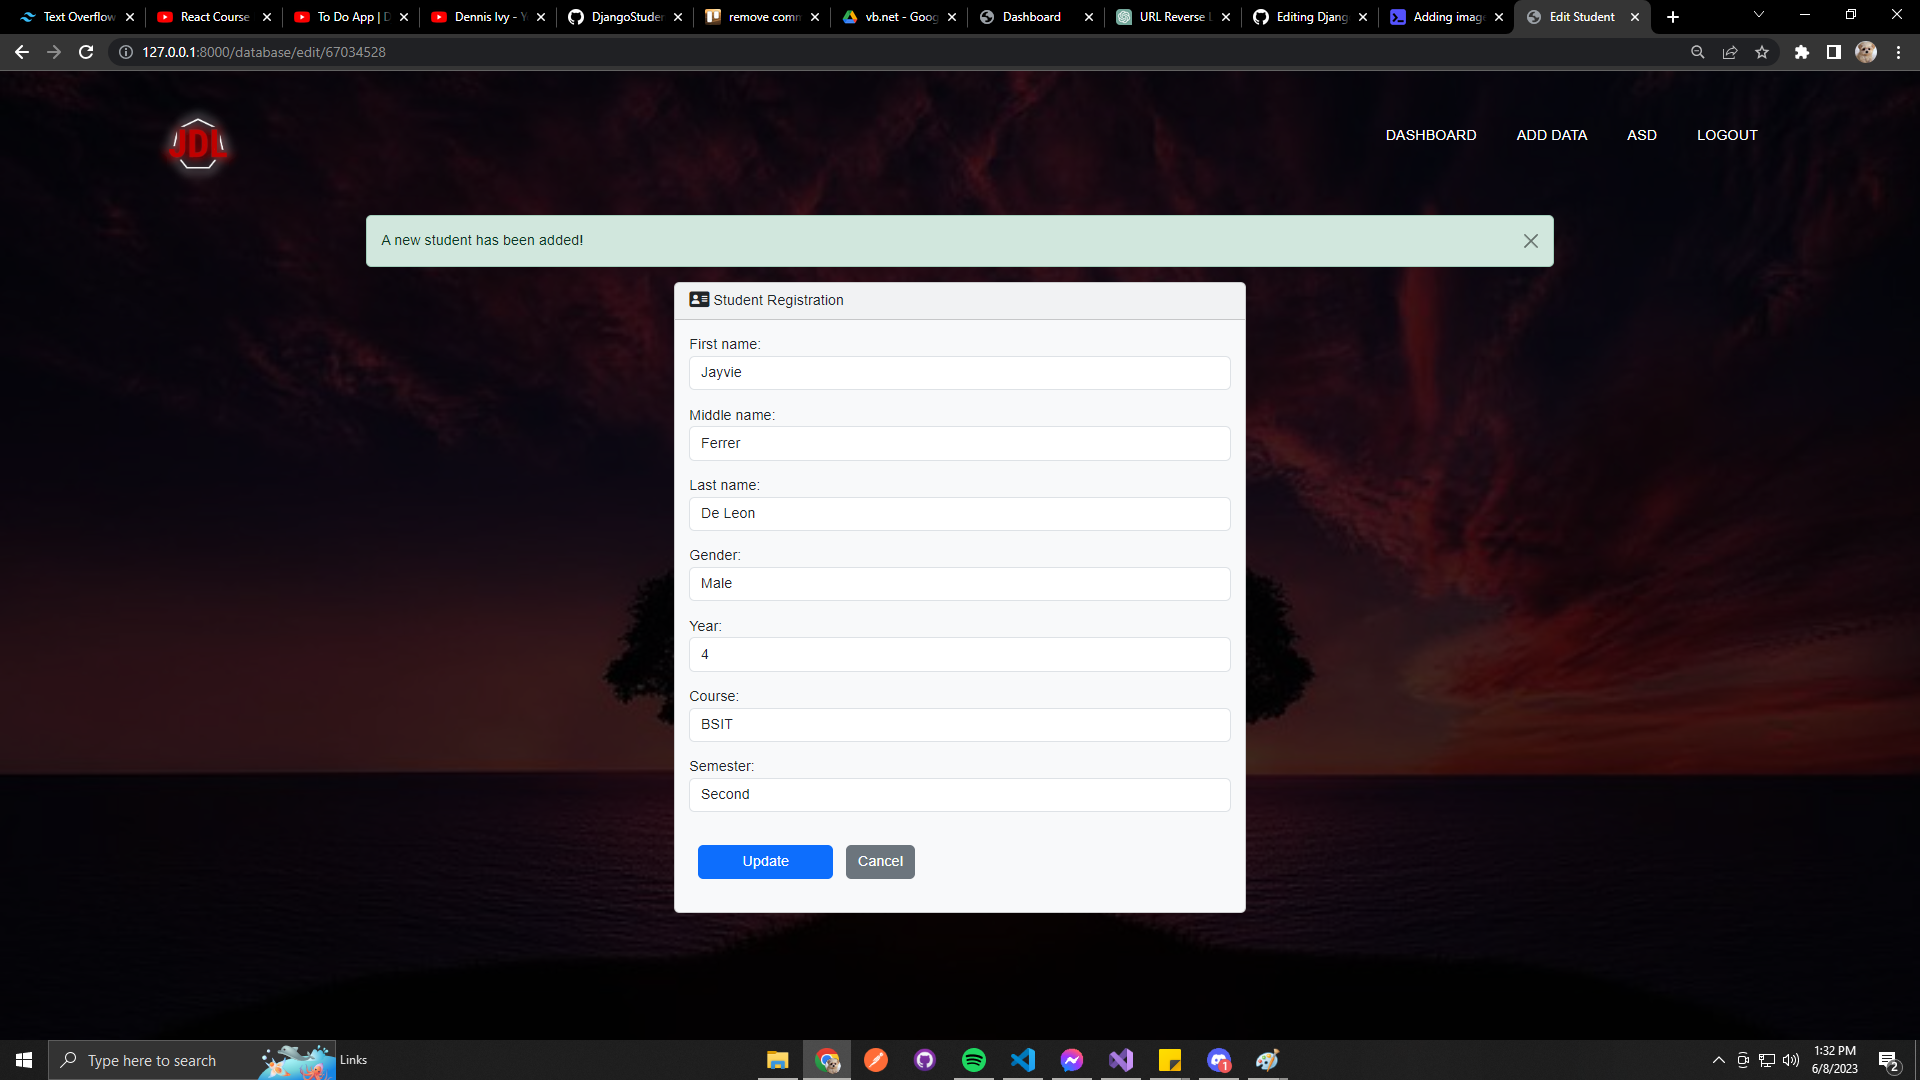 Text Overflow
React Course
To Do App | D
Dennis Ivy - Y
DjangoStuder
remove comm
vb.net - Goog
Dashboard
URL Reverse L
Editing Djang
Adding imag
Edit Student
127.0.0.1:8000/database/edit/67034528
JDL
DASHBOARD
ADD DATA
ASD
LOGOUT
A new student has been added!
Student Registration
First name:
Jayvie
Middle name:
Ferrer
Last name:
De Leon
Gender:
Male
Year:
4
Course:
BSIT
Semester:
Second
Update
Cancel
Type here to search
Links
1
1:32 PM
6/8/2023
2